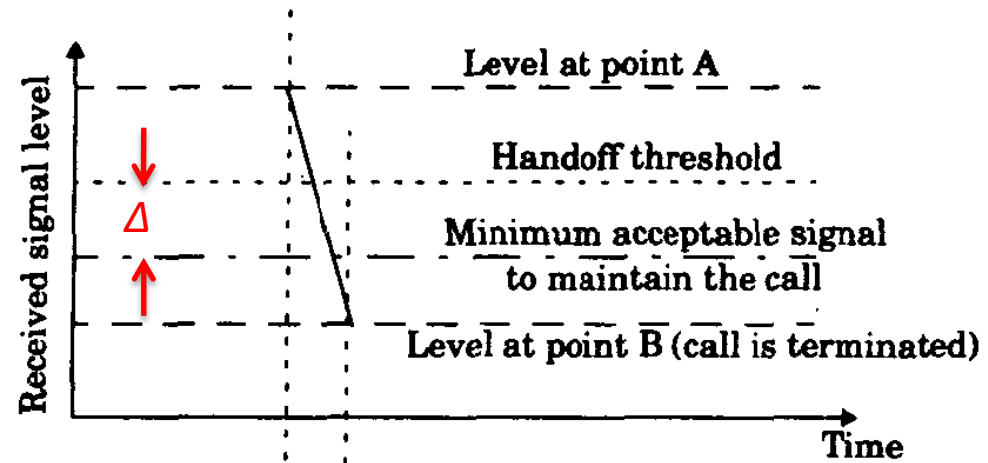 Received signal level
Level at point A
Handoff threshold
Δ
Minimum acceptable signal
to maintain the call
Level at point B (call is terminated)
Time